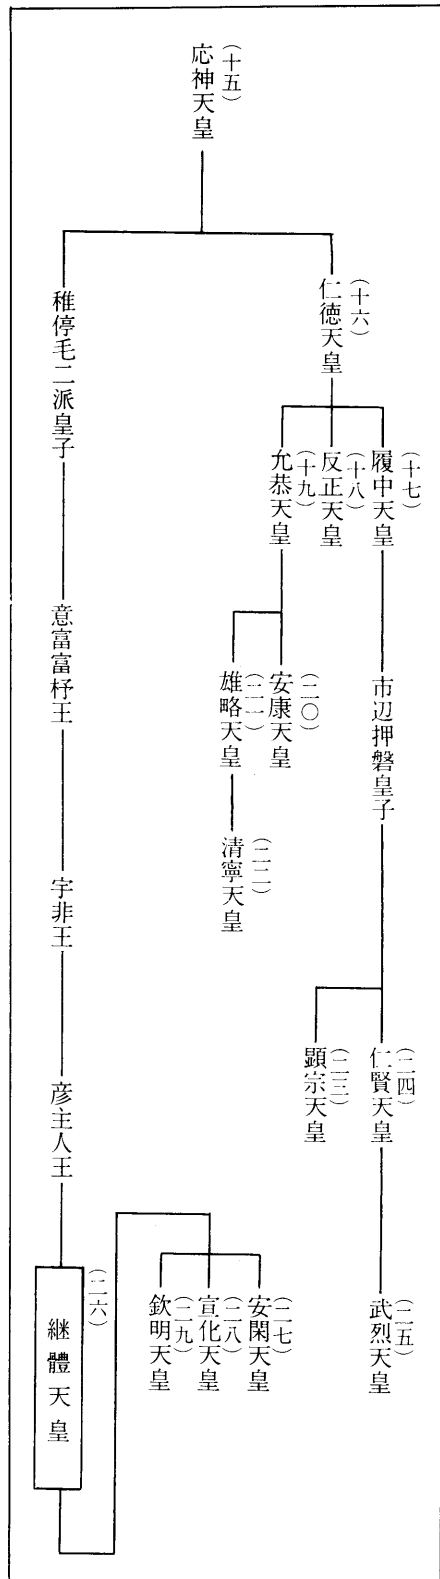 (十五)
応神天皇
(十六)
仁徳天皇
(十七)
履中天皇
(十八)
反正天皇
(十九)
允恭天皇
市辺押磐皇子
(二〇)
安康天皇
(二一)
雄略天皇
(二二)
清寧天皇
(二四)
仁賢天皇
(二三)
顕宗天皇
(二五)
武烈天皇
稚停毛二派皇子
意富富杼王
宇非王
彦主人王
(二六)
継體天皇
(二七)
安閑天皇
(二八)
宣化天皇
(二九)
欽明天皇